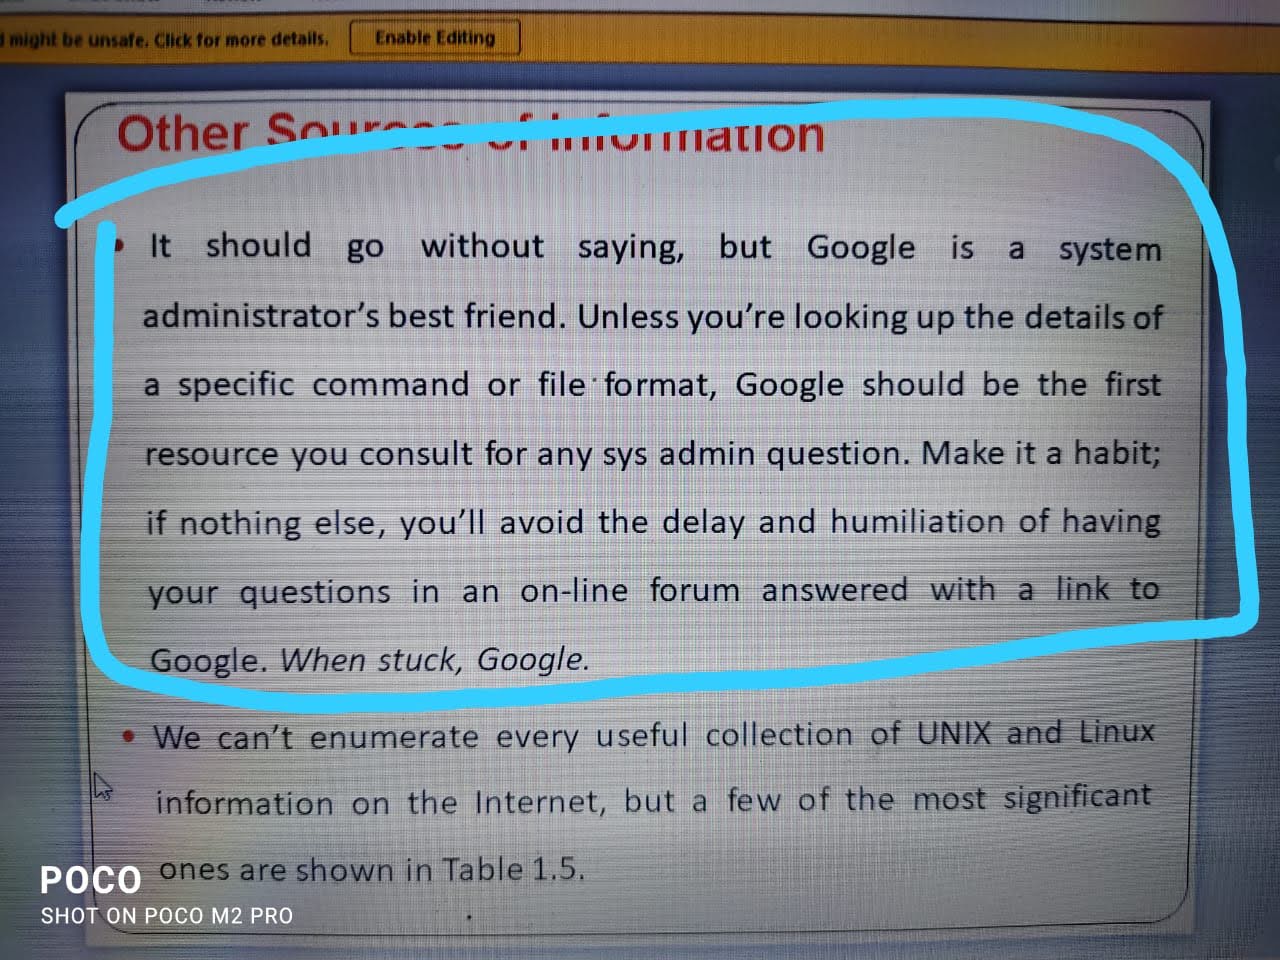 might be unsafe. Click for more details. Enable Editing
Other Sources of Information
• It should go without saying, but Google is a system
administrator's best friend. Unless you're looking up the details of
a specific command or file format, Google should be the first
resource you consult for any sys admin question. Make it a habit;
if nothing else, you'll avoid the delay and humiliation of having
your questions in an on-line forum answered with a link to
Google. When stuck, Google.
• We can't enumerate every useful collection of UNIX and Linux
information on the Internet, but a few of the most significant
ones are shown in Table 1.5.
POCO
SHOT ON POCO M2 PRO